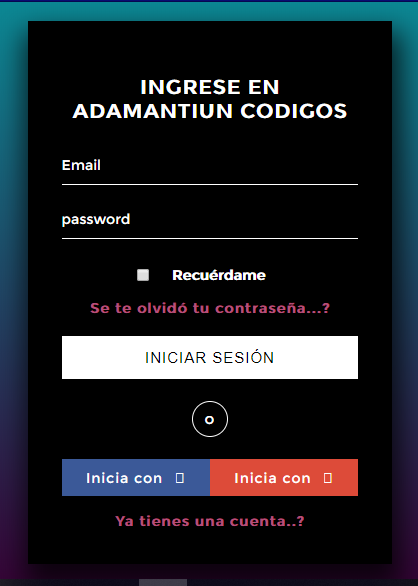 INGRESE EN
ADAMANTIUN CODIGOS
Email
password
Recuérdame
Se te olvidó tu contraseña...?
INICIAR SESIÓN
O
Inicia con
Inicia con
Ya tienes una cuenta..?